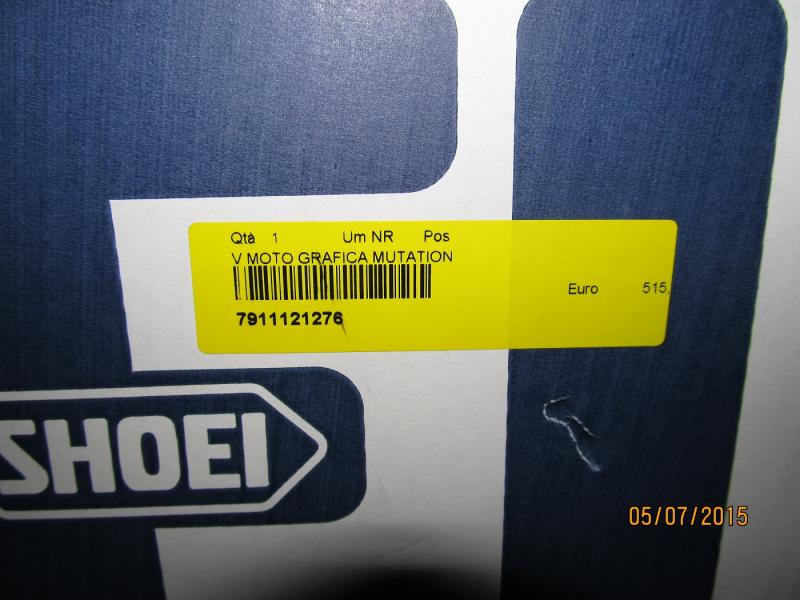 Qtà 1 Um NR Pos
V MOTO GRAFICA MUTATION
Euro 515,
7911121276
SHOEI
05/07/2015